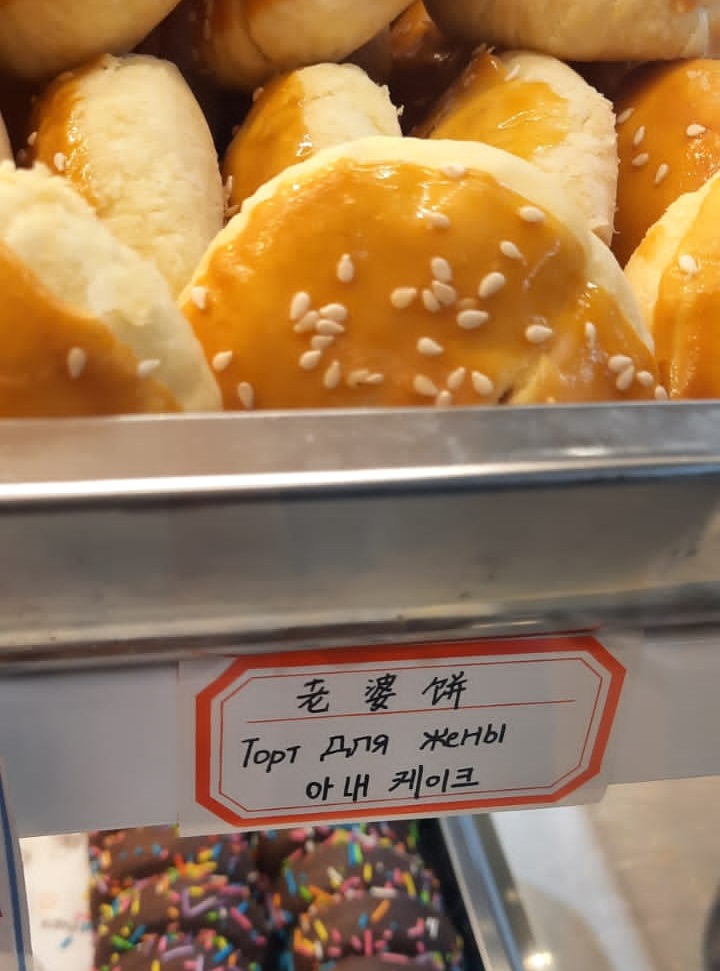 老婆饼
Торт для жены
아내 케이크